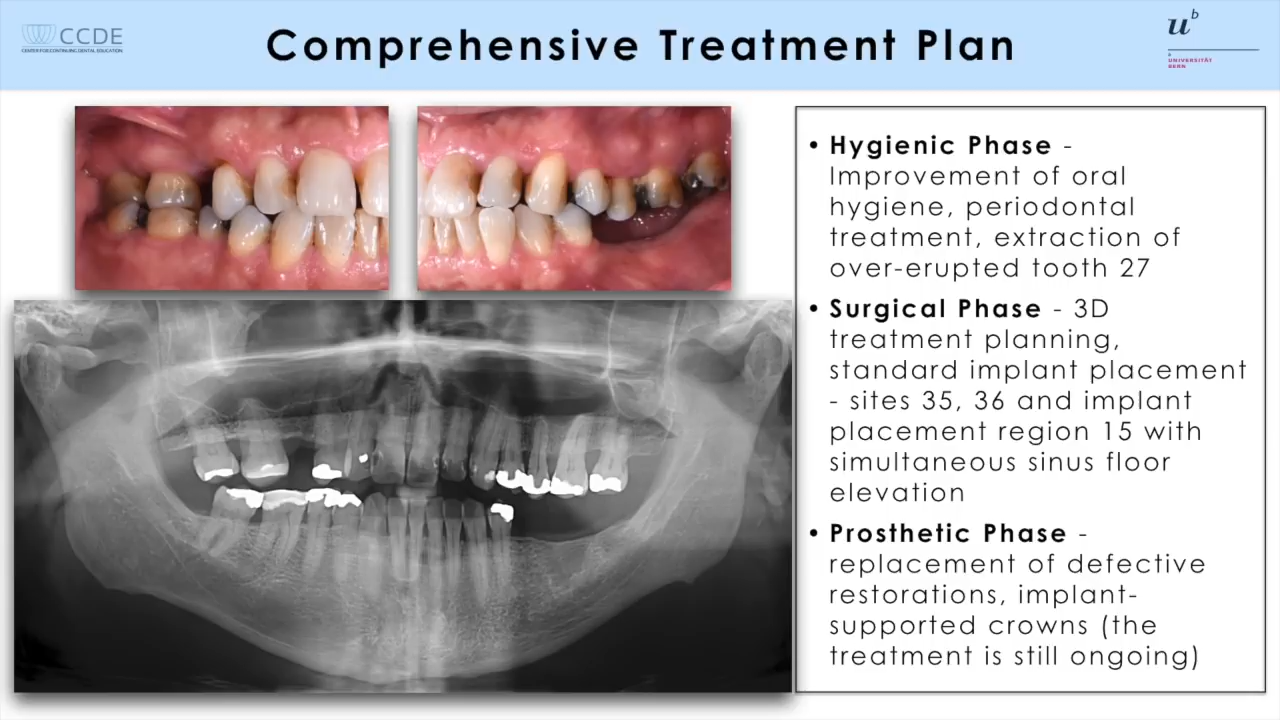 CCDE
CENTER FOR CONTINUING DENTAL EDUCATION
Comprehensive Treatment Plan
u
b
b
UNIVERSITÄT
BERN
• Hygienic Phase -
Improvement of oral
hygiene, periodontal
treatment, extraction of
over-erupted tooth 27
• Surgical Phase - 3D
treatment planning,
standard implant placement
- sites 35, 36 and implant
placement region 15 with
simultaneous sinus floor
elevation
• Prosthetic Phase -
replacement of defective
restorations, implant-
supported crowns (the
treatment is still ongoing)